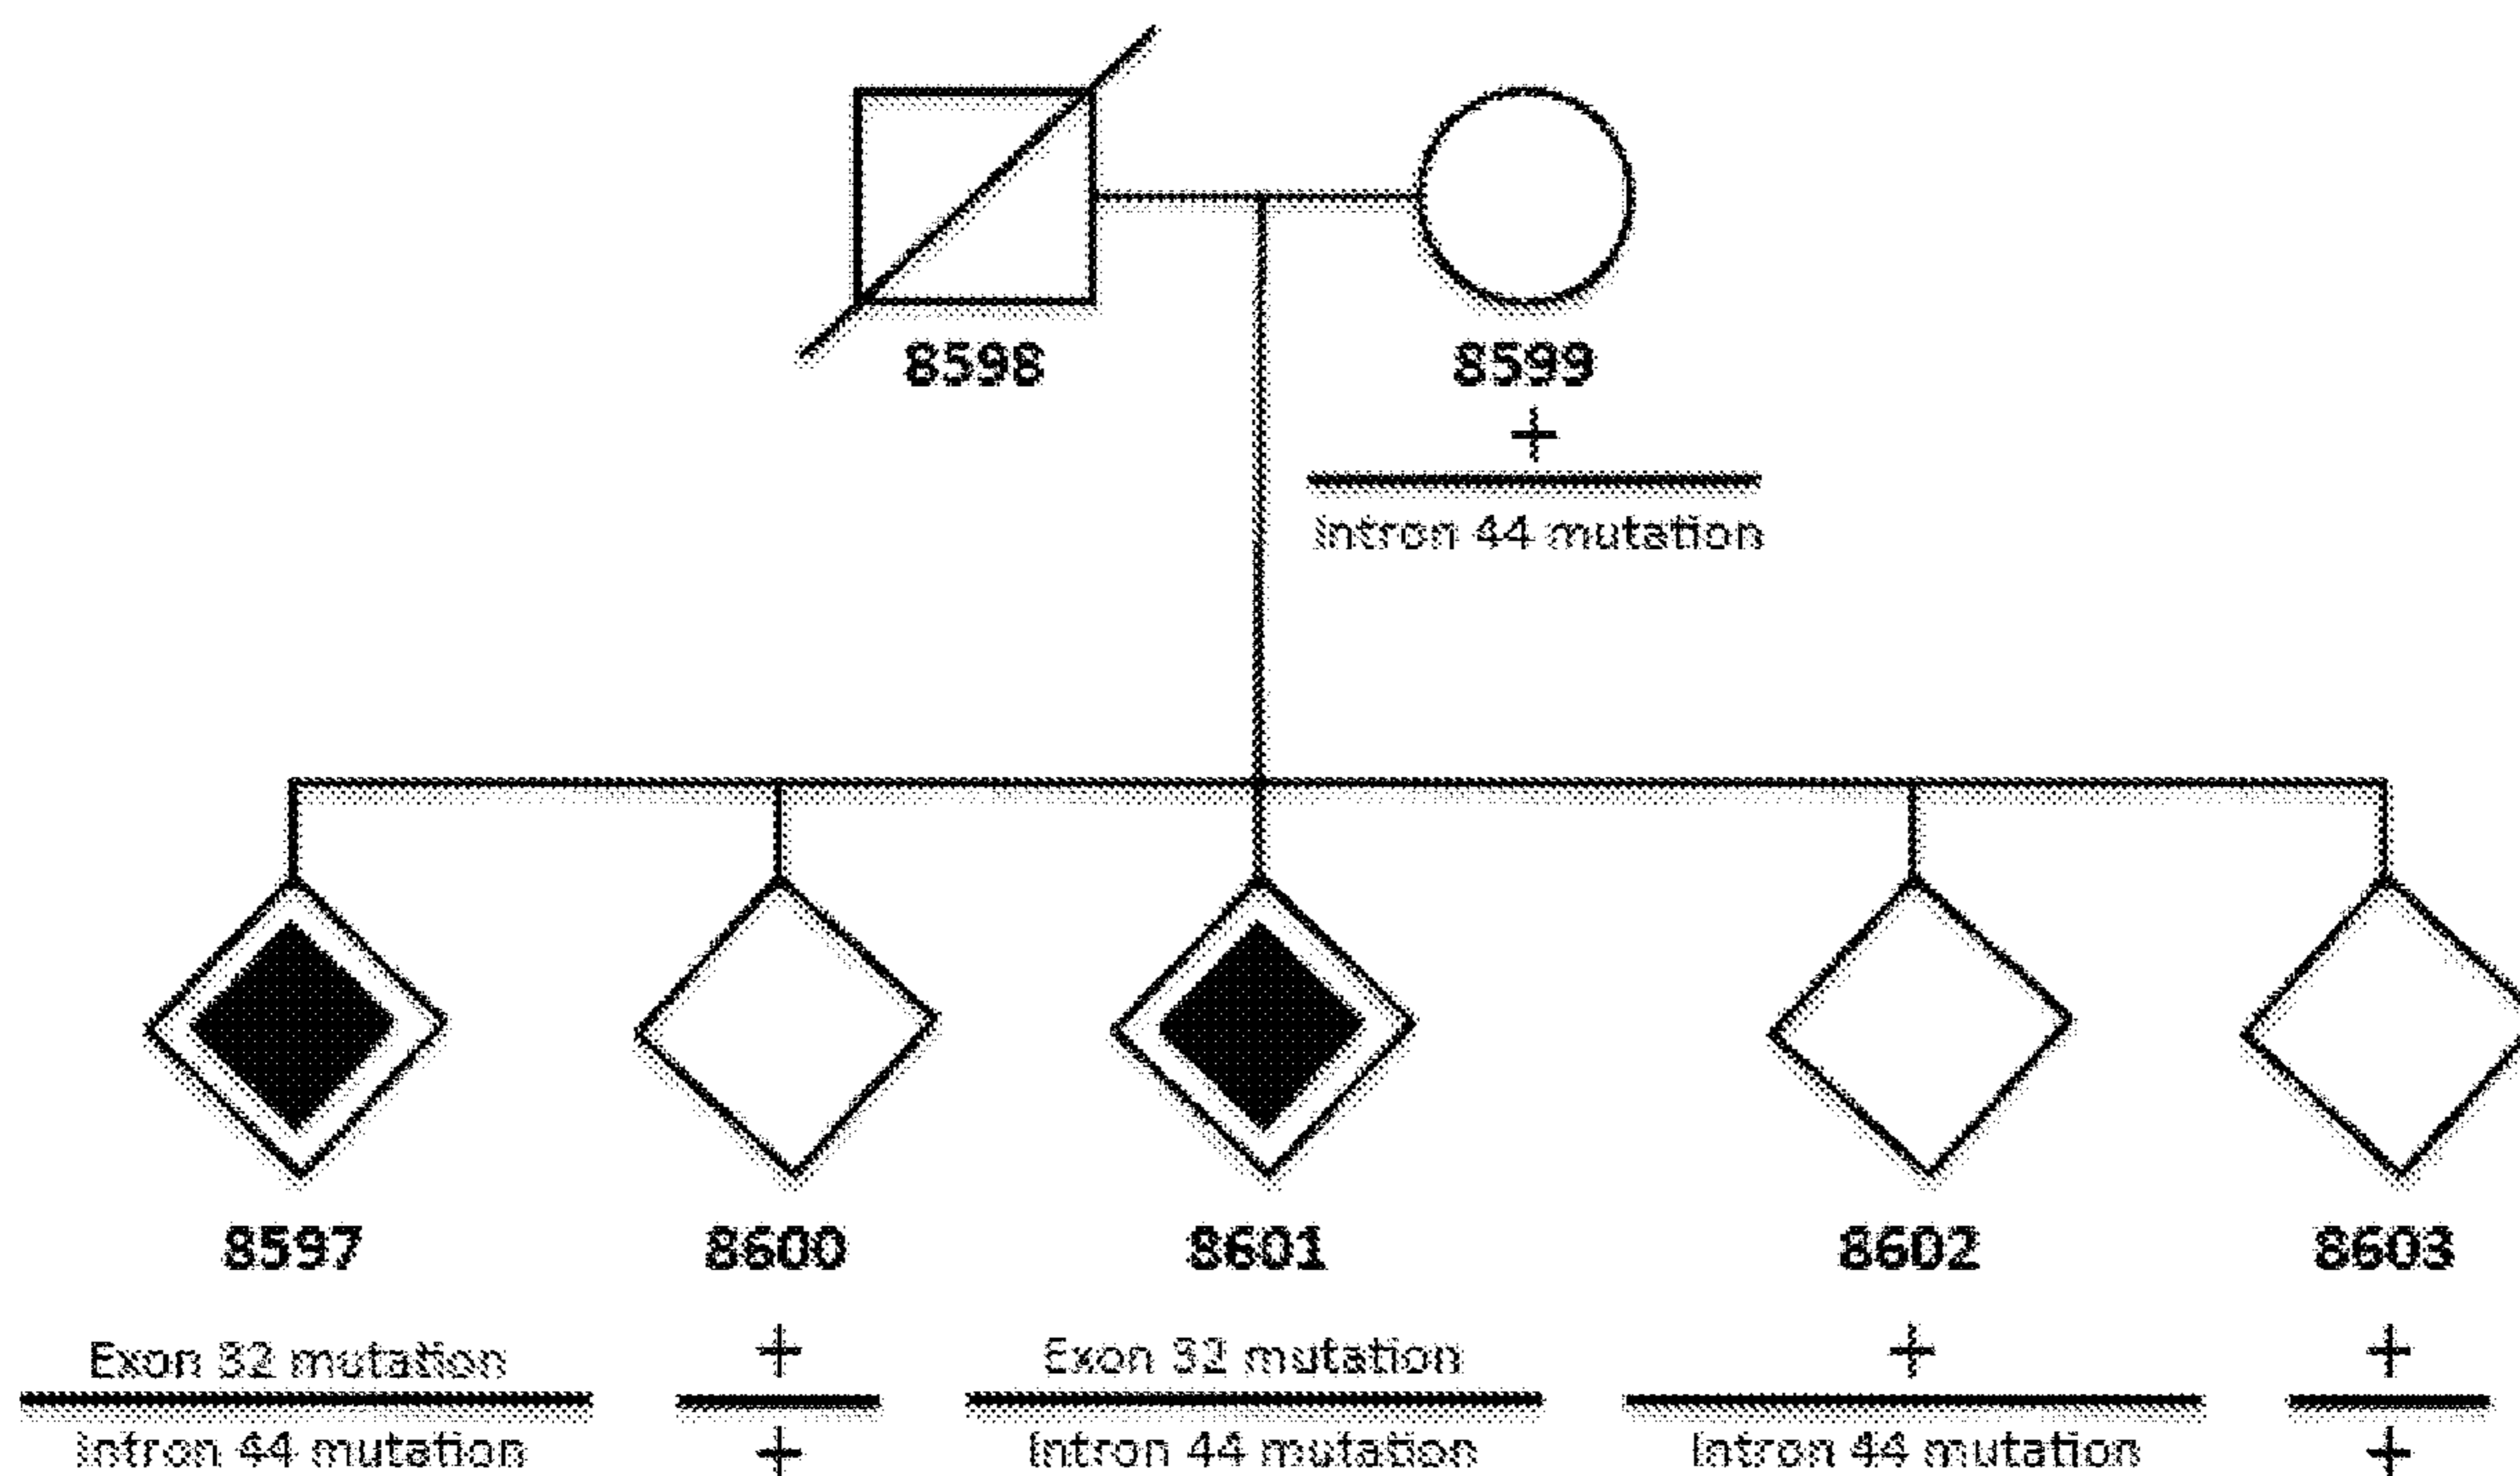 8598
8599
+
Intron 44 mutation
8597
8600
8601
8602
8603
Exon 32 mutation
+
Exon 32 mutation
+
+
Intron 44 mutation
+
Intron 44 mutation
Intron 44 mutation
+